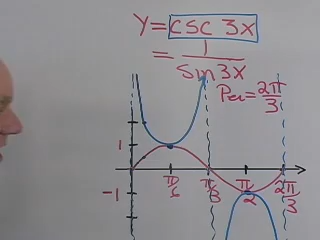 Y = csc 3x
= 1/sin 3x
Per = 2π/3
1
π/6 π/3 π/2 2π/3
-1